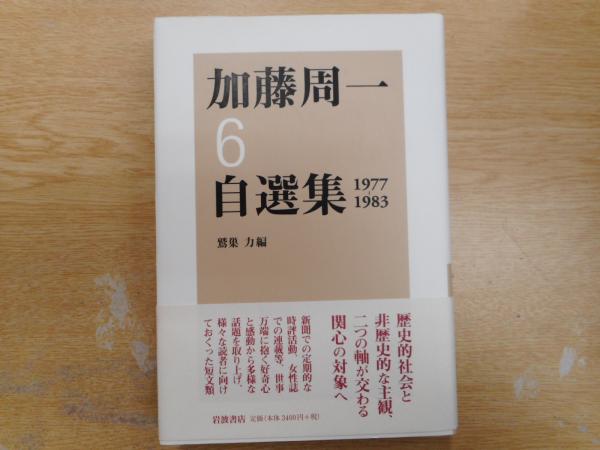 加藤周一
6
自選集
1977
-
1983
鷲巣 力編
歴史的社会と
非歴史的な主観、
二つの軸が交わる
関心の対象へ
新聞での定期的な
時評活動、女性誌
での連載等、世事
万端に抱く好奇心
と感動から多様な
話題を取り上げ、
様々な読者に向け
ておくった短文類
岩波書店 定価(本体3400円+税)